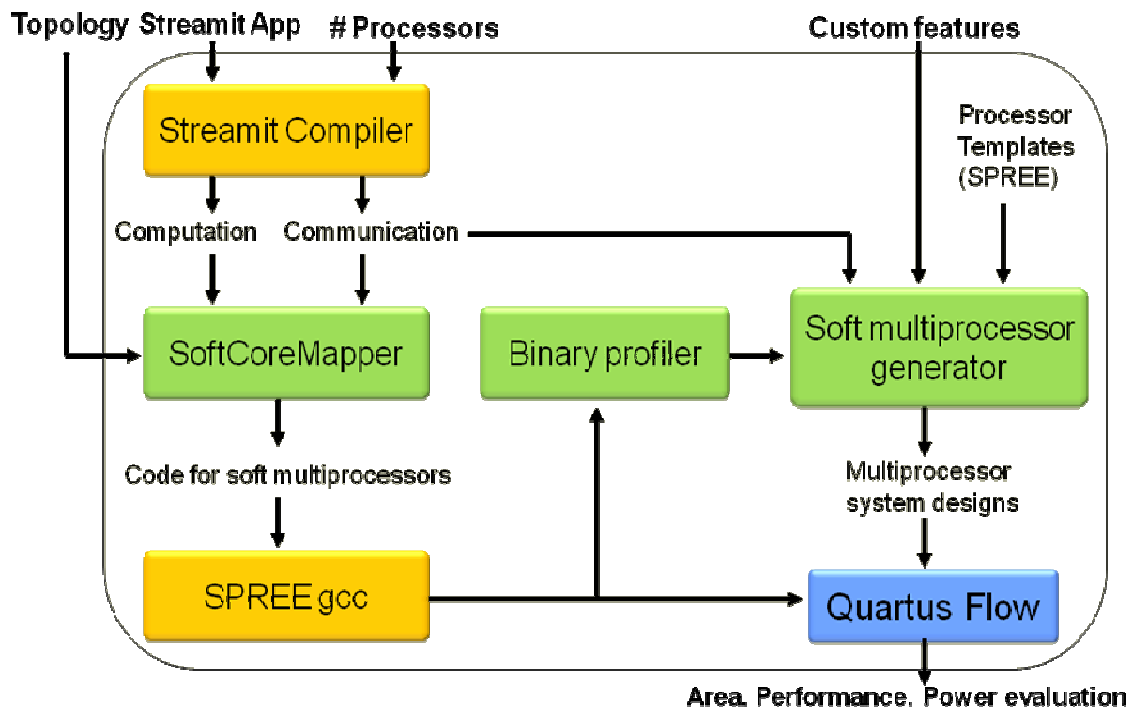 Topology Streamit App # Processors Custom features
Streamit Compiler
Processor
Templates
(SPREE)
Computation Communication
SoftCoreMapper
Binary profiler
Soft multiprocessor
generator
Code for soft multiprocessors
Multiprocessor
system designs
SPREE gcc
Quartus Flow
Area. Performance. Power evaluation